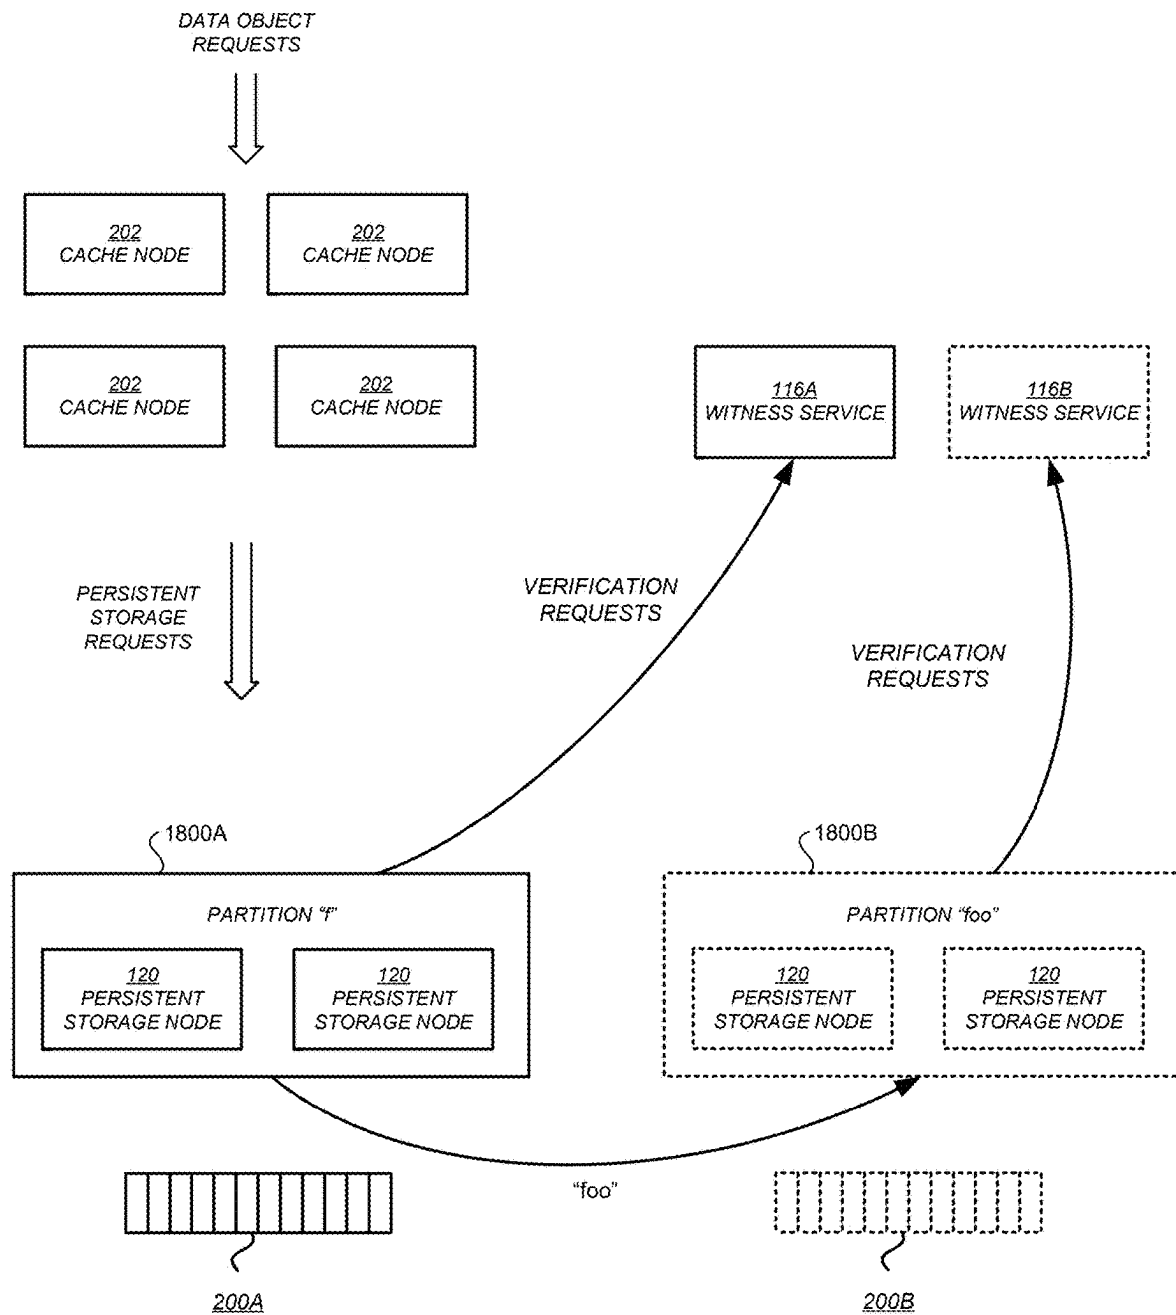 DATA OBJECT
REQUESTS
202
CACHE NODE
202
CACHE NODE
202
CACHE NODE
202
CACHE NODE
116A
WITNESS SERVICE
116B
WITNESS SERVICE
PERSISTENT
STORAGE
REQUESTS
VERIFICATION
REQUESTS
VERIFICATION
REQUESTS
1800A
1800B
PARTITION "f"
120
PERSISTENT
STORAGE NODE
120
PERSISTENT
STORAGE NODE
PARTITION "foo"
120
PERSISTENT
STORAGE NODE
120
PERSISTENT
STORAGE NODE
"foo"
200A
200B